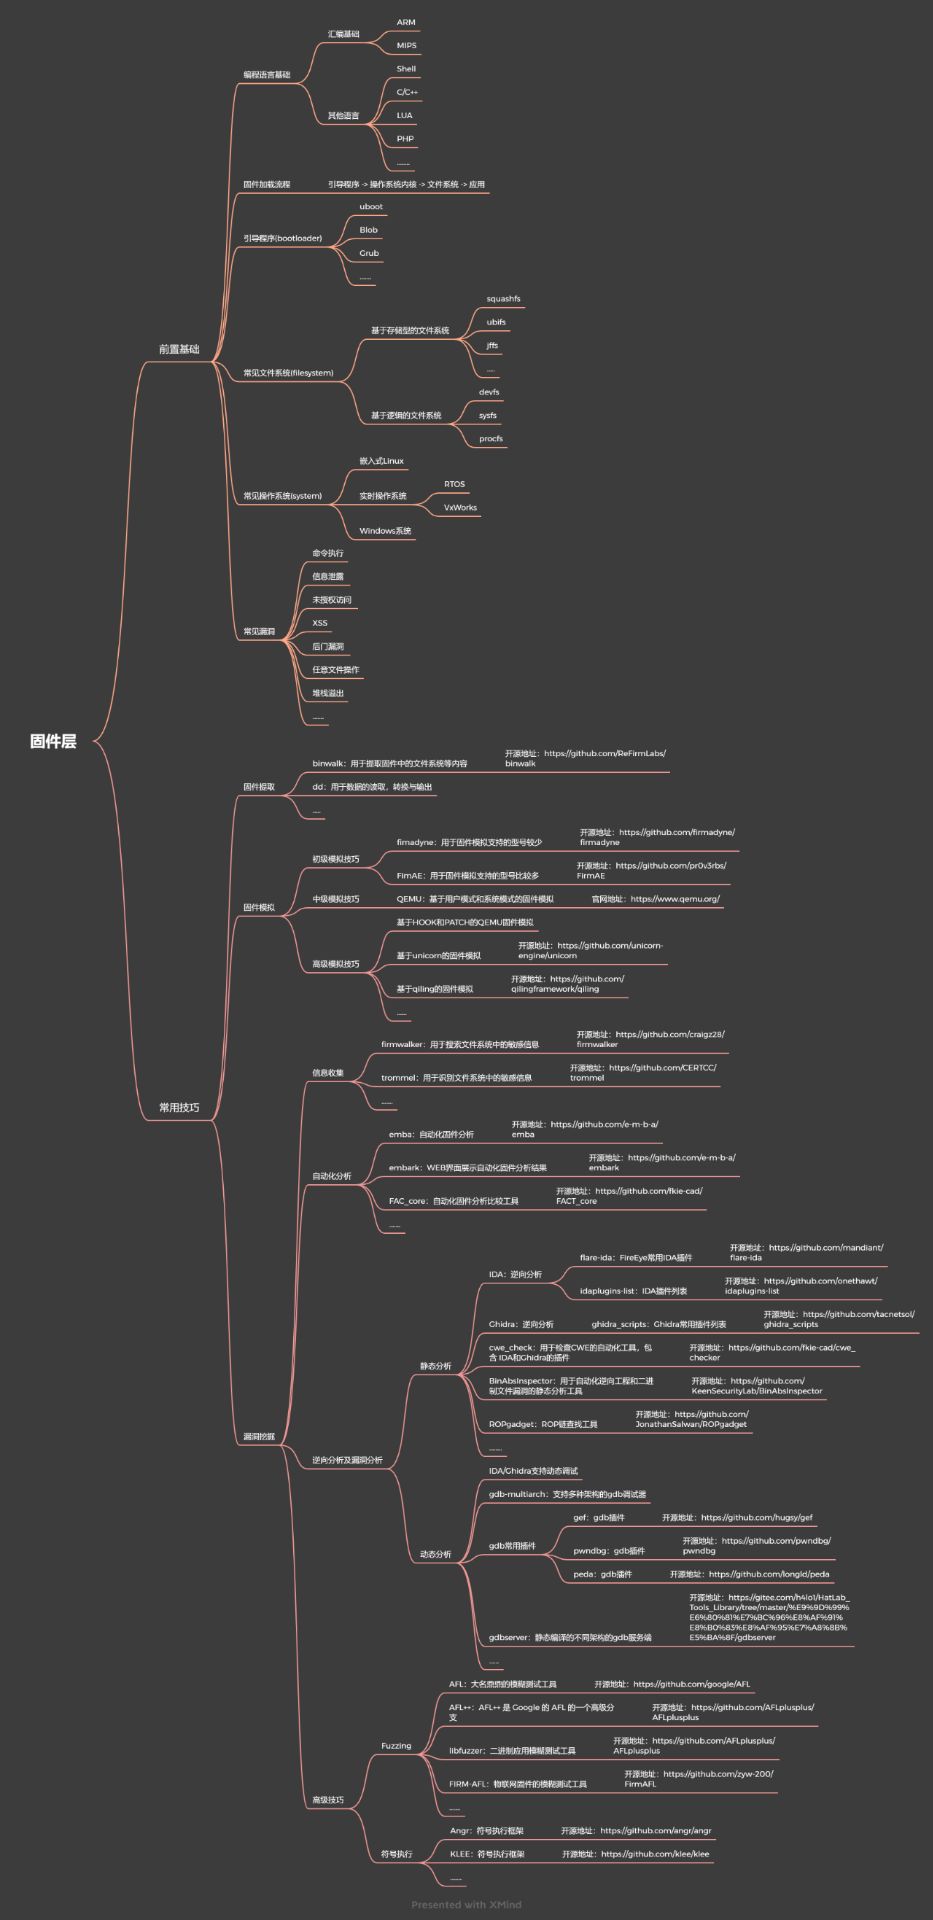 固件层
前置基础
编程语言基础
汇编基础
ARM
MIPS
其他语言
Shell
C/C++
LUA
PHP
......
固件加载流程
引导程序 -> 操作系统内核 -> 文件系统 -> 应用
引导程序(bootloader)
uboot
Blob
Grub
......
常见文件系统(filesystem)
基于存储型的文件系统
squashfs
ubifs
jffs
....
基于逻辑的文件系统
devfs
sysfs
procfs
常见操作系统(system)
嵌入式Linux
实时操作系统
RTOS
VxWorks
Windows系统
常见漏洞
命令执行
信息泄露
未授权访问
XSS
后门漏洞
任意文件操作
堆栈溢出
......
常用技巧
固件提取
binwalk：用于提取固件中的文件系统等内容
开源地址：https://github.com/ReFirmLabs/
binwalk
dd：用于数据的读取，转换与输出
....
固件模拟
初级模拟技巧
fimadyne：用于固件模拟支持的型号较少
开源地址：https://github.com/firmadyne/
firmadyne
FimAE：用于固件模拟支持的型号比较多
开源地址：https://github.com/pr0v3rbs/
FirmAE
中级模拟技巧
QEMU：基于用户模式和系统模式的固件模拟
官网地址：https://www.qemu.org/
高级模拟技巧
基于HOOK和PATCH的QEMU固件模拟
基于unicorn的固件模拟
开源地址：https://github.com/unicorn-
engine/unicorn
基于qiling的固件模拟
开源地址：https://github.com/
qilingframework/qiling
.....
漏洞挖掘
信息收集
firmwalker：用于搜索文件系统中的敏感信息
开源地址：https://github.com/craigz28/
firmwalker
trommel：用于识别文件系统中的敏感信息
开源地址：https://github.com/CERTCC/
trommel
......
自动化分析
emba：自动化固件分析
开源地址：https://github.com/e-m-b-a/
emba
embark：WEB界面展示自动化固件分析结果
开源地址：https://github.com/e-m-b-a/
embark
FAC_core：自动化固件分析比较工具
开源地址：https://github.com/fkie-cad/
FACT_core
......
逆向分析及漏洞分析
静态分析
IDA：逆向分析
flare-ida：FireEye常用IDA插件
开源地址：https://github.com/mandiant/
flare-ida
idaplugins-list：IDA插件列表
开源地址：https://github.com/onethawt/
idaplugins-list
Ghidra：逆向分析
ghidra_scripts：Ghidra常用插件列表
开源地址：https://github.com/tacnetsol/
ghidra_scripts
cwe_check：用于检查CWE的自动化工具，包
含 IDA和Ghidra的插件
开源地址：https://github.com/fkie-cad/cwe_
checker
BinAbsInspector：用于自动化逆向工程和二进
制文件漏洞的静态分析工具
开源地址：https://github.com/
KeenSecurityLab/BinAbsInspector
ROPgadget：ROP链查找工具
开源地址：https://github.com/
JonathanSalwan/ROPgadget
......
动态分析
IDA/Ghidra支持动态调试
gdb-multiarch：支持多种架构的gdb调试器
gdb常用插件
gef：gdb插件
开源地址：https://github.com/hugsy/gef
pwndbg：gdb插件
开源地址：https://github.com/pwndbg/
pwndbg
peda：gdb插件
开源地址：https://github.com/longld/peda
gdbserver：静态编译的不同架构的gdb服务端
开源地址：https://gitee.com/h4lo1/HatLab_
Tools_Library/tree/master/%E9%9D%99%
E6%80%81%E7%BC%96%E8%AF%91%
E8%B0%83%E8%AF%95%E7%A8%8B%
E5%BA%8F/gdbserver
.....
高级技巧
Fuzzing
AFL：大名鼎鼎的模糊测试工具
开源地址：https://github.com/google/AFL
AFL++：AFL++ 是 Google 的 AFL 的一个高级分
支
开源地址：https://github.com/AFLplusplus/
AFLplusplus
libfuzzer：二进制应用模糊测试工具
开源地址：https://github.com/AFLplusplus/
AFLplusplus
FIRM-AFL：物联网固件的模糊测试工具
开源地址：https://github.com/zyw-200/
FirmAFL
......
符号执行
Angr：符号执行框架
开源地址：https://github.com/angr/angr
KLEE：符号执行框架
开源地址：https://github.com/klee/klee
......
Presented with XMind